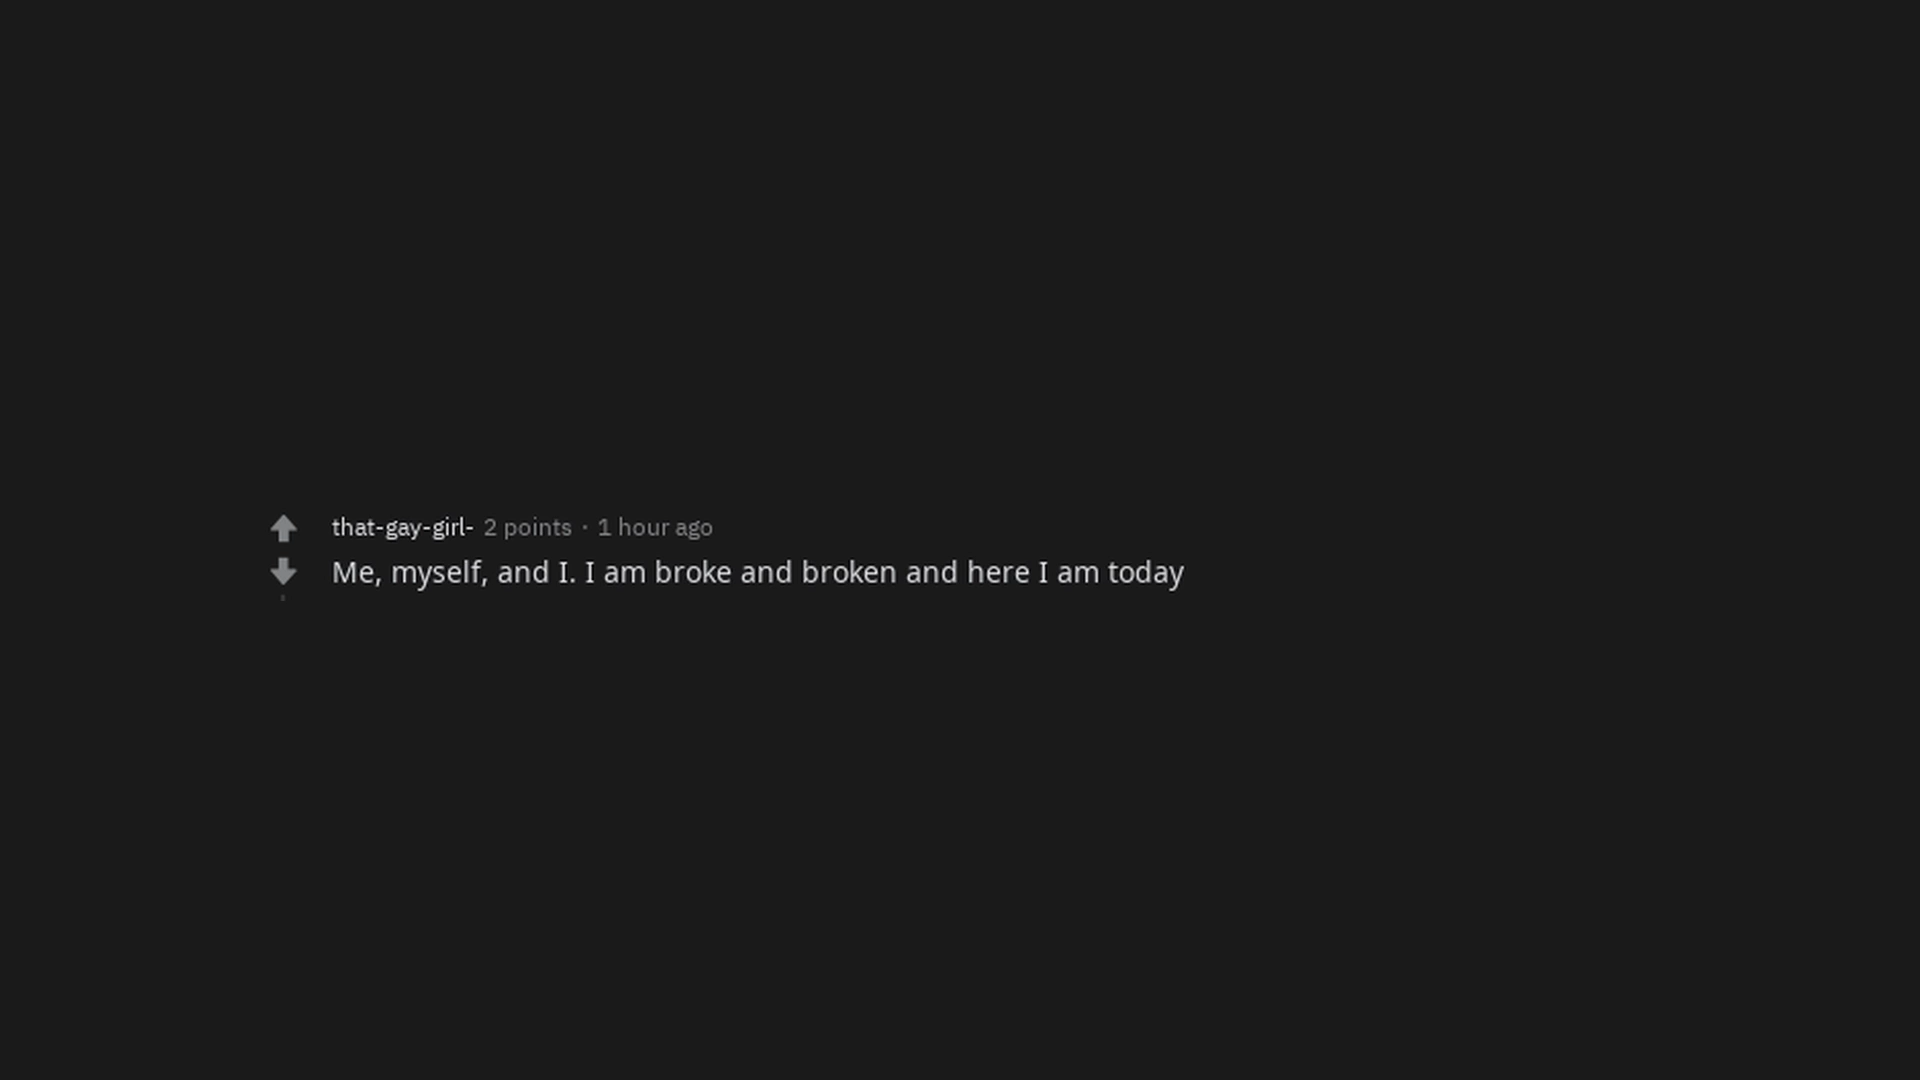 that-gay-girl- 2 points · 1 hour ago
Me, myself, and I. I am broke and broken and here I am today